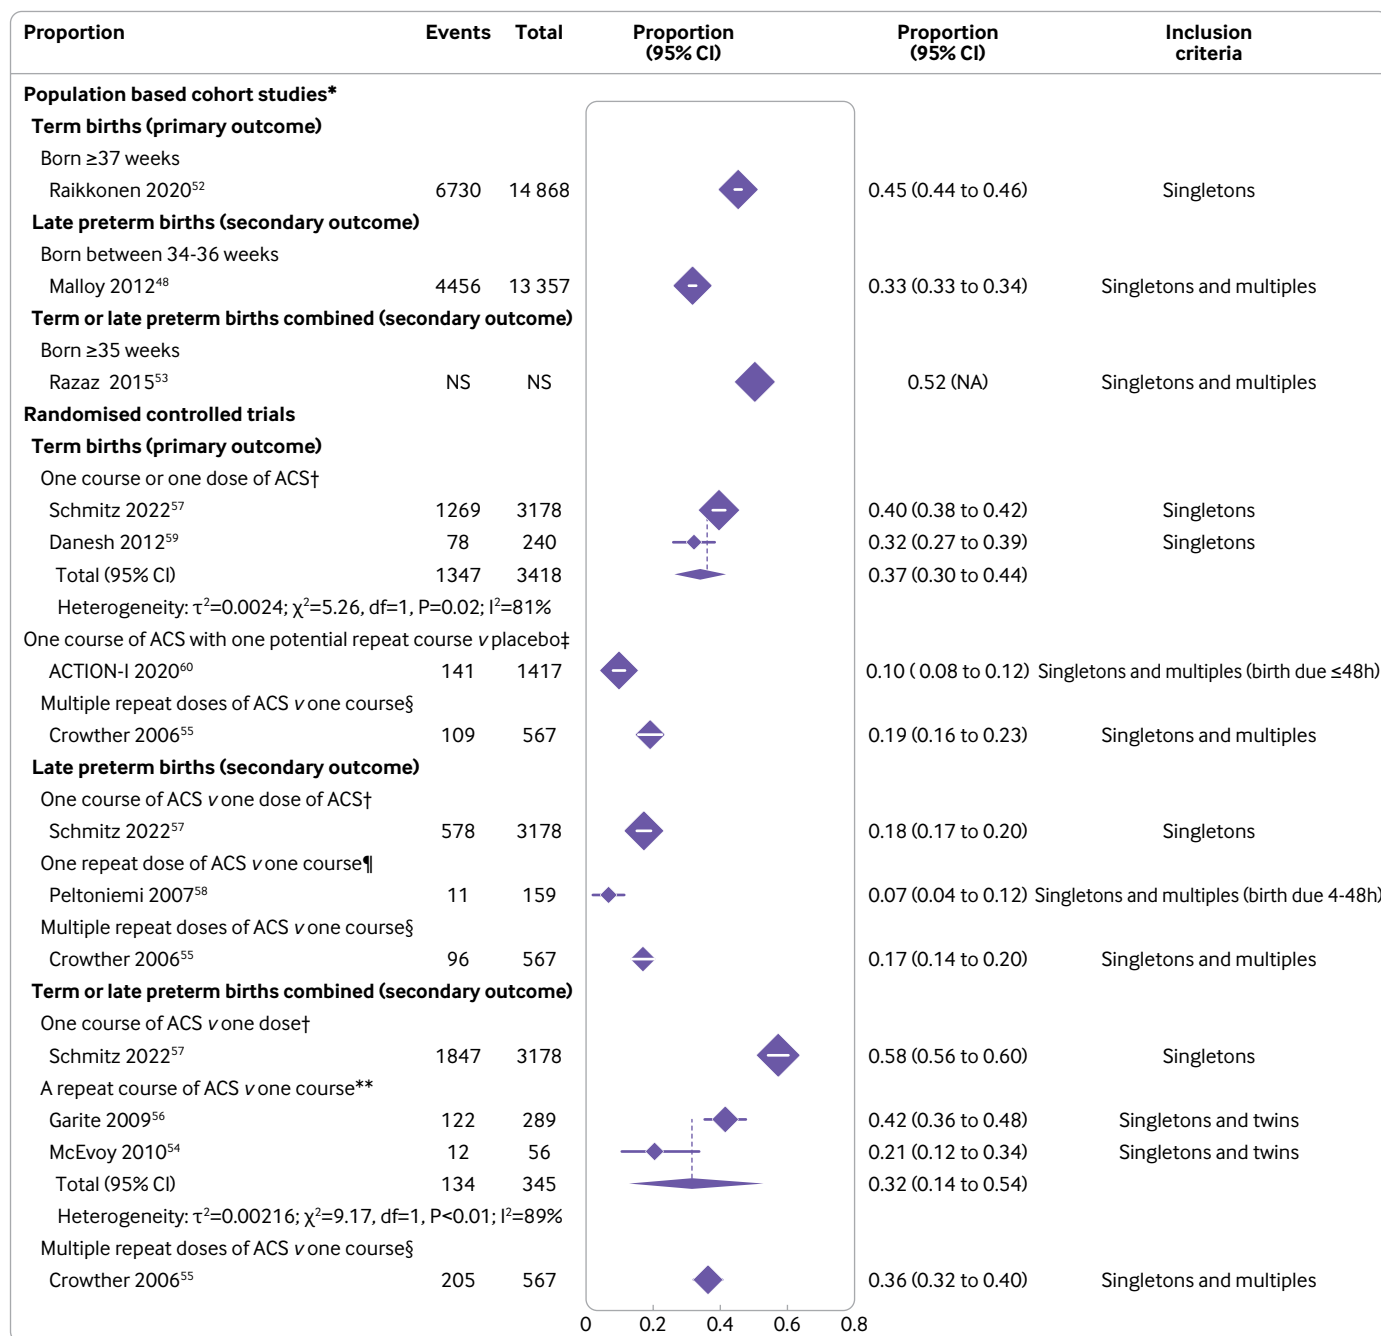 Proportion Events Total Proportion (95% CI) Proportion (95% CI) Inclusion criteria
Population based cohort studies*
Term births (primary outcome)
Born ≥37 weeks
Raikkonen 2020⁵² 6730 14 868 0.45 (0.44 to 0.46) Singletons
Late preterm births (secondary outcome)
Born between 34-36 weeks
Malloy 2012⁴⁸ 4456 13 357 0.33 (0.33 to 0.34) Singletons and multiples
Term or late preterm births combined (secondary outcome)
Born ≥35 weeks
Razaz 2015⁵³ NS NS 0.52 (NA) Singletons and multiples
Randomised controlled trials
Term births (primary outcome)
One course or one dose of ACS†
Schmitz 2022⁵⁷ 1269 3178 0.40 (0.38 to 0.42) Singletons
Danesh 2012⁵⁹ 78 240 0.32 (0.27 to 0.39) Singletons
Total (95% CI) 1347 3418 0.37 (0.30 to 0.44)
Heterogeneity: τ²=0.0024; χ²=5.26, df=1, P=0.02; I²=81%
One course of ACS with one potential repeat course v placebo‡
ACTION-I 2020⁶⁰ 141 1417 0.10 ( 0.08 to 0.12) Singletons and multiples (birth due ≤48h)
Multiple repeat doses of ACS v one course§
Crowther 2006⁵⁵ 109 567 0.19 (0.16 to 0.23) Singletons and multiples
Late preterm births (secondary outcome)
One course of ACS v one dose of ACS†
Schmitz 2022⁵⁷ 578 3178 0.18 (0.17 to 0.20) Singletons
One repeat dose of ACS v one course¶
Peltoniemi 2007⁵⁸ 11 159 0.07 (0.04 to 0.12) Singletons and multiples (birth due 4-48h)
Multiple repeat doses of ACS v one course§
Crowther 2006⁵⁵ 96 567 0.17 (0.14 to 0.20) Singletons and multiples
Term or late preterm births combined (secondary outcome)
One course of ACS v one dose†
Schmitz 2022⁵⁷ 1847 3178 0.58 (0.56 to 0.60) Singletons
A repeat course of ACS v one course**
Garite 2009⁵⁶ 122 289 0.42 (0.36 to 0.48) Singletons and twins
McEvoy 2010⁵⁴ 12 56 0.21 (0.12 to 0.34) Singletons and twins
Total (95% CI) 134 345 0.32 (0.14 to 0.54)
Heterogeneity: τ²=0.00216; χ²=9.17, df=1, P<0.01; I²=89%
Multiple repeat doses of ACS v one course§
Crowther 2006⁵⁵ 205 567 0.36 (0.32 to 0.40) Singletons and multiples
0 0.2 0.4 0.6 0.8